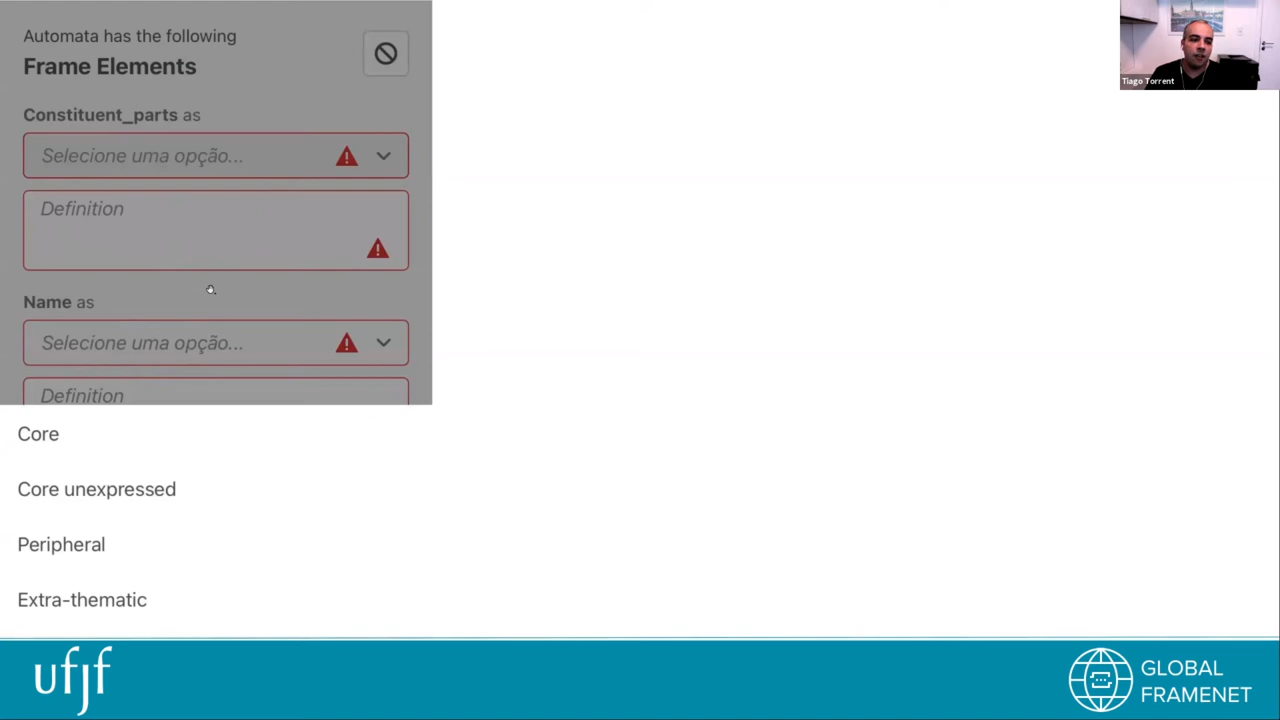 Automata has the following
Frame Elements
Constituent_parts as
Selecione uma opção...
Definition
Name as
Selecione uma opção...
Definition
Core
Core unexpressed
Peripheral
Extra-thematic
Tiago Torrent
ufjf
GLOBAL
FRAMENET